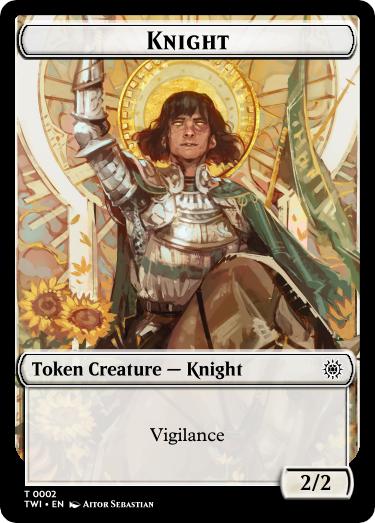 Knight
Token Creature — Knight
Vigilance
2/2
T 0002
TWI • EN Aitor Sebastian